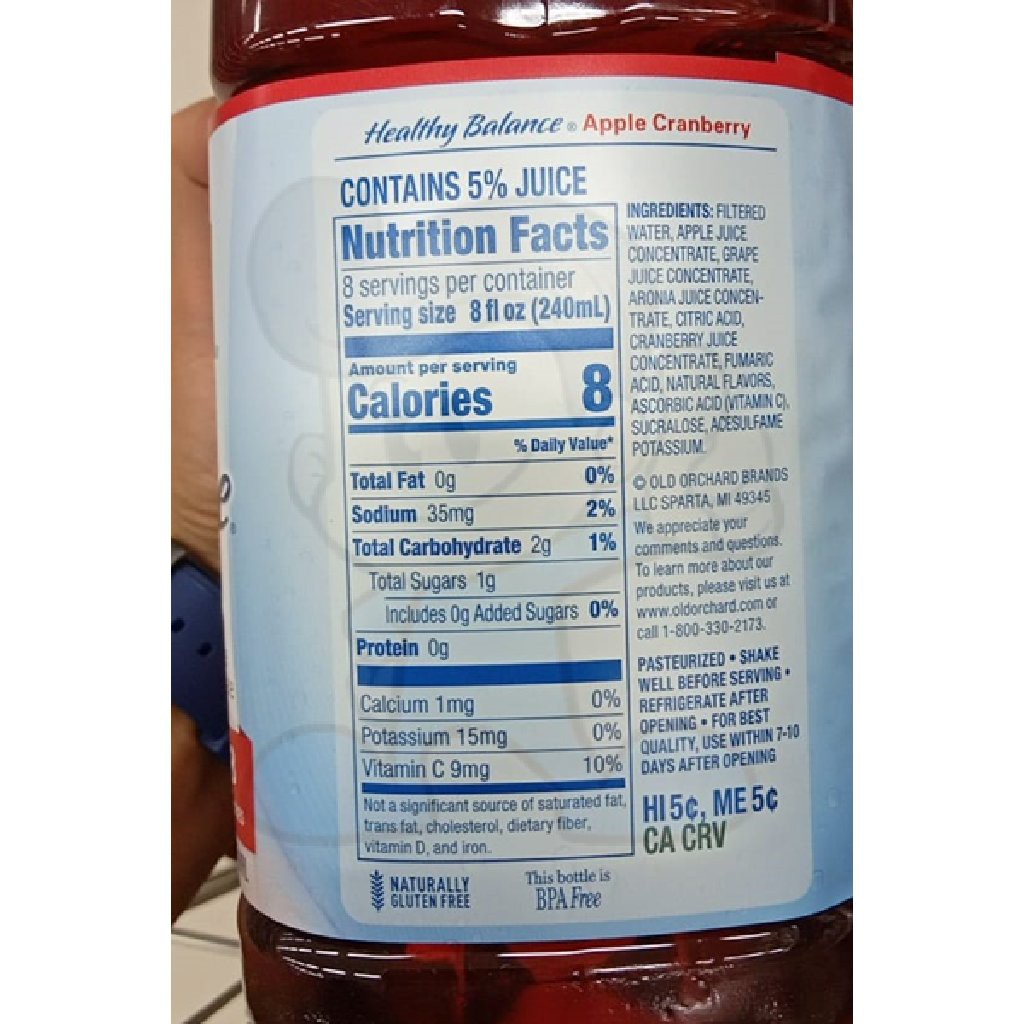 Healthy Balance® Apple Cranberry
CONTAINS 5% JUICE
Nutrition Facts
8 servings per container
Serving size 8 fl oz (240mL)
Amount per serving
Calories 8
% Daily Value*
Total Fat 0g 0%
Sodium 35mg 2%
Total Carbohydrate 2g 1%
Total Sugars 1g
Includes 0g Added Sugars 0%
Protein 0g
Calcium 1mg 0%
Potassium 15mg 0%
Vitamin C 9mg 10%
Not a significant source of saturated fat,
trans fat, cholesterol, dietary fiber,
vitamin D, and iron.
NATURALLY
GLUTEN FREE
This bottle is
BPA Free
INGREDIENTS: FILTERED
WATER, APPLE JUICE
CONCENTRATE, GRAPE
JUICE CONCENTRATE,
ARONIA JUICE CONCEN-
TRATE, CITRIC ACID,
CRANBERRY JUICE
CONCENTRATE, FUMARIC
ACID, NATURAL FLAVORS,
ASCORBIC ACID (VITAMIN C),
SUCRALOSE, ACESULFAME
POTASSIUM.
© OLD ORCHARD BRANDS
LLC SPARTA, MI 49345
We appreciate your
comments and questions.
To learn more about our
products, please visit us at
www.oldorchard.com or
call 1-800-330-2173.
PASTEURIZED • SHAKE
WELL BEFORE SERVING •
REFRIGERATE AFTER
OPENING • FOR BEST
QUALITY, USE WITHIN 7-10
DAYS AFTER OPENING
HI 5¢, ME 5¢
CA CRV